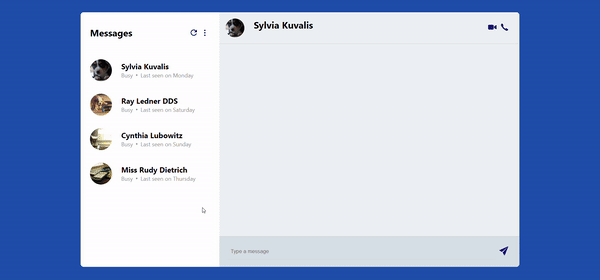 Messages
Sylvia Kuvalis
Busy • Last seen on Monday
Ray Ledner DDS
Busy • Last seen on Saturday
Cynthia Lubowitz
Busy • Last seen on Sunday
Miss Rudy Dietrich
Busy • Last seen on Thursday
Sylvia Kuvalis
Type a message